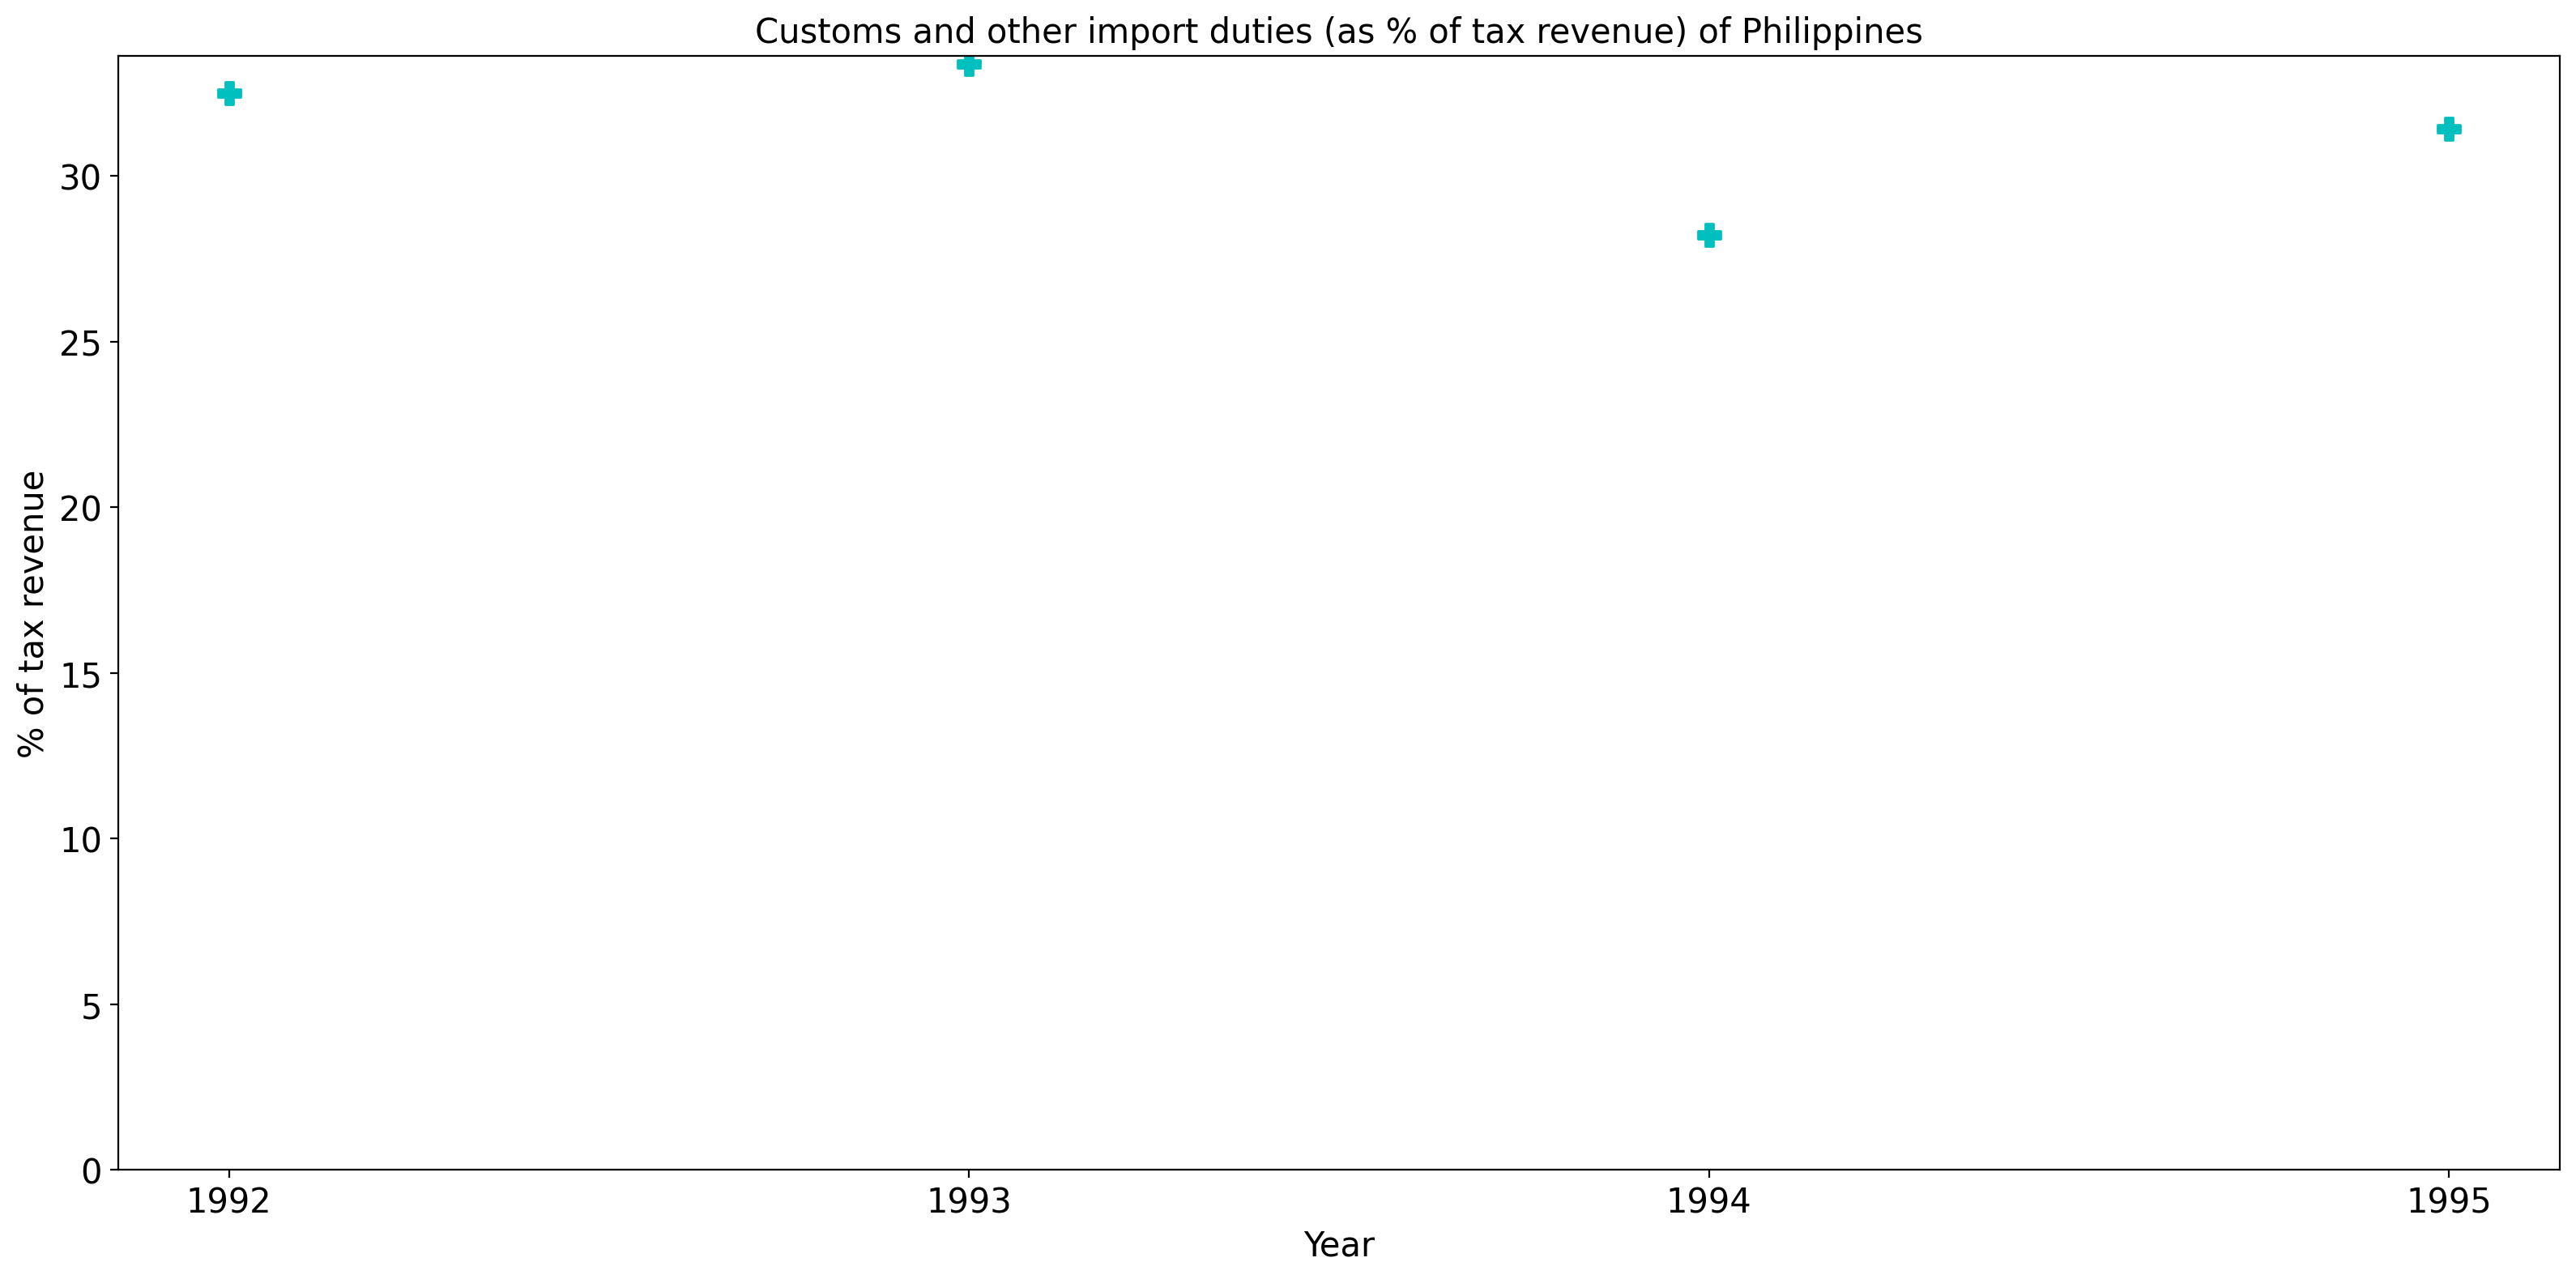 Customs and other import duties (as % of tax revenue) of Philippines
% of tax revenue
30
25
20
15
10
5
0
1992 1993 1994 1995
Year